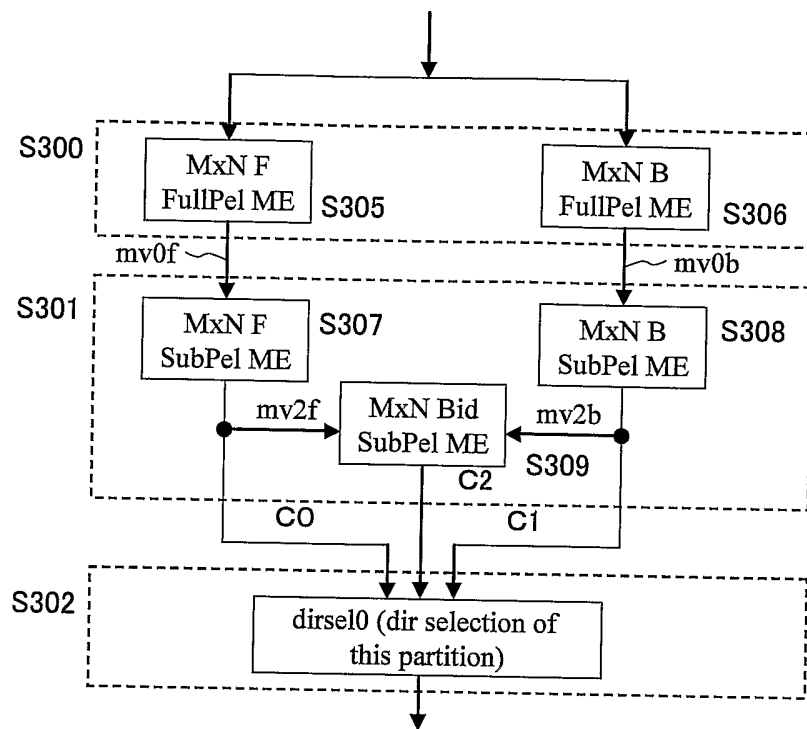 S300
MxN F
FullPel ME
S305
MxN B
FullPel ME
S306
mv0f
mv0b
S301
MxN F
SubPel ME
S307
MxN B
SubPel ME
S308
mv2f
MxN Bid
SubPel ME
mv2b
S309
C2
C0
C1
S302
dirsel0 (dir selection of
this partition)